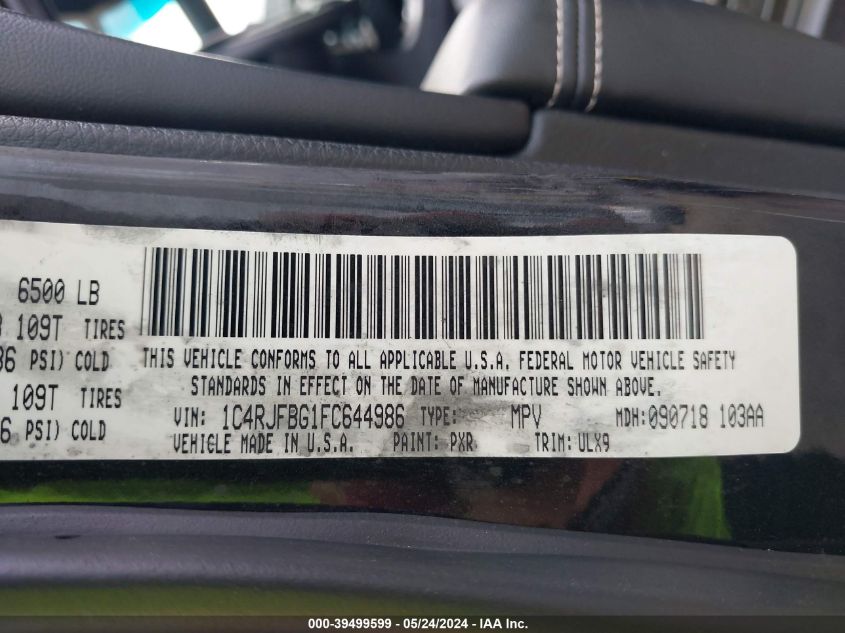 6500 LB
109T TIRES
PSI) COLD
THIS VEHICLE CONFORMS TO ALL APPLICABLE U.S.A. FEDERAL MOTOR VEHICLE SAFETY
109T TIRES
STANDARDS IN EFFECT ON THE DATE OF MANUFACTURE SHOWN ABOVE.
PSI) COLD
VIN: 1C4RJFBG1FC644986 TYPE: MPV MDH:090718 103AA
VEHICLE MADE IN U.S.A. PAINT: PXR TRIM:ULX9
000-39499599 - 05/24/2024 - IAA Inc.